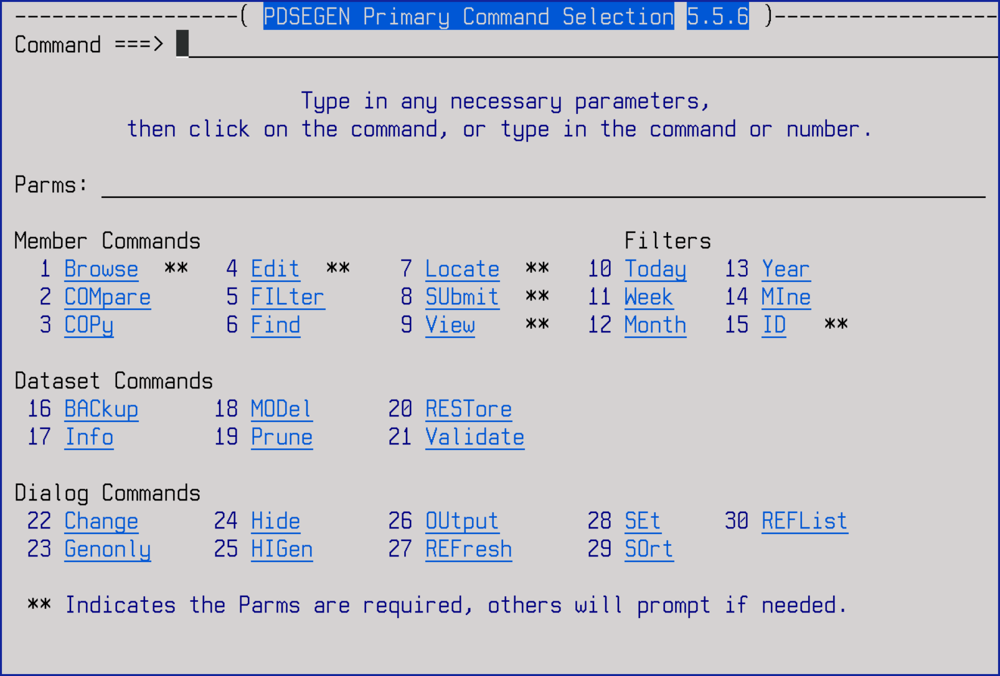 ------------------( PDSEGEN Primary Command Selection 5.5.6 )------------------
Command ===>
Type in any necessary parameters,
then click on the command, or type in the command or number.
Parms:
Member Commands Filters
1 Browse ** 4 Edit ** 7 Locate ** 10 Today 13 Year
2 COMpare 5 FILter 8 SUbmit ** 11 Week 14 MIne
3 COPy 6 Find 9 View ** 12 Month 15 ID **
Dataset Commands
16 BACkup 18 MODel 20 RESTore
17 Info 19 Prune 21 Validate
Dialog Commands
22 Change 24 Hide 26 OUtput 28 SEt 30 REFList
23 Genonly 25 HIGen 27 REFresh 29 SOrt
** Indicates the Parms are required, others will prompt if needed.